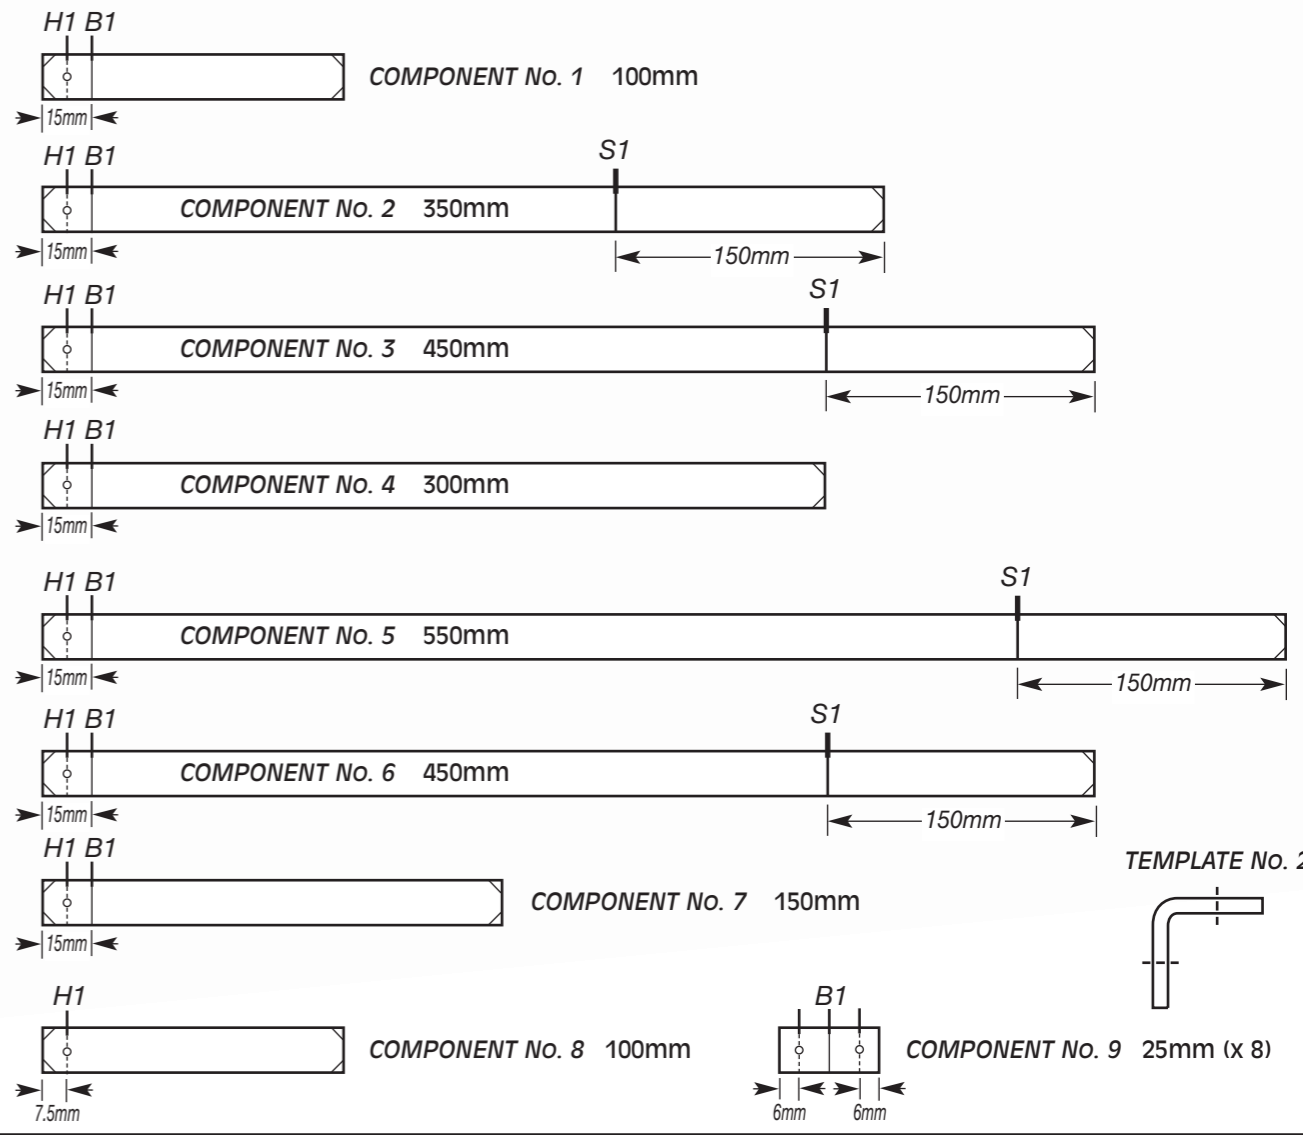 H1 B1
COMPONENT No. 1 100mm
15mm
H1 B1 S1
COMPONENT No. 2 350mm
15mm 150mm
H1 B1 S1
COMPONENT No. 3 450mm
15mm 150mm
H1 B1
COMPONENT No. 4 300mm
15mm
H1 B1 S1
COMPONENT No. 5 550mm
15mm 150mm
H1 B1 S1
COMPONENT No. 6 450mm
15mm 150mm
H1 B1
TEMPLATE No. 2
COMPONENT No. 7 150mm
15mm
H1 B1
COMPONENT No. 8 100mm COMPONENT No. 9 25mm (x 8)
7.5mm 6mm 6mm